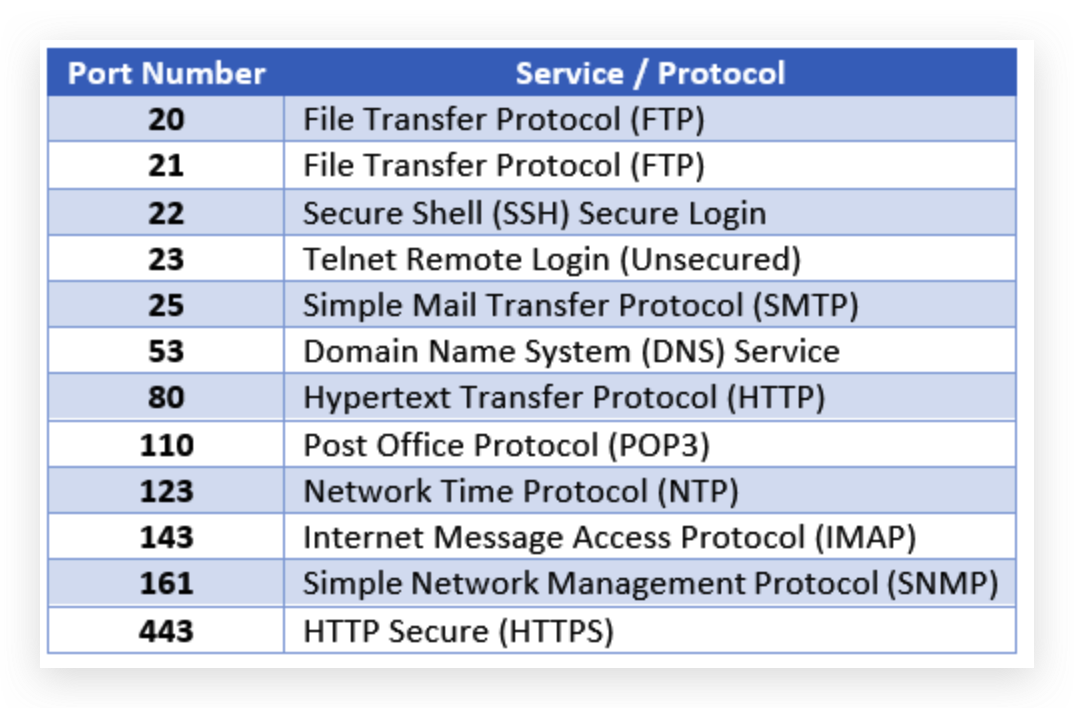 Port Number Service / Protocol
20 File Transfer Protocol (FTP)
21 File Transfer Protocol (FTP)
22 Secure Shell (SSH) Secure Login
23 Telnet Remote Login (Unsecured)
25 Simple Mail Transfer Protocol (SMTP)
53 Domain Name System (DNS) Service
80 Hypertext Transfer Protocol (HTTP)
110 Post Office Protocol (POP3)
123 Network Time Protocol (NTP)
143 Internet Message Access Protocol (IMAP)
161 Simple Network Management Protocol (SNMP)
443 HTTP Secure (HTTPS)